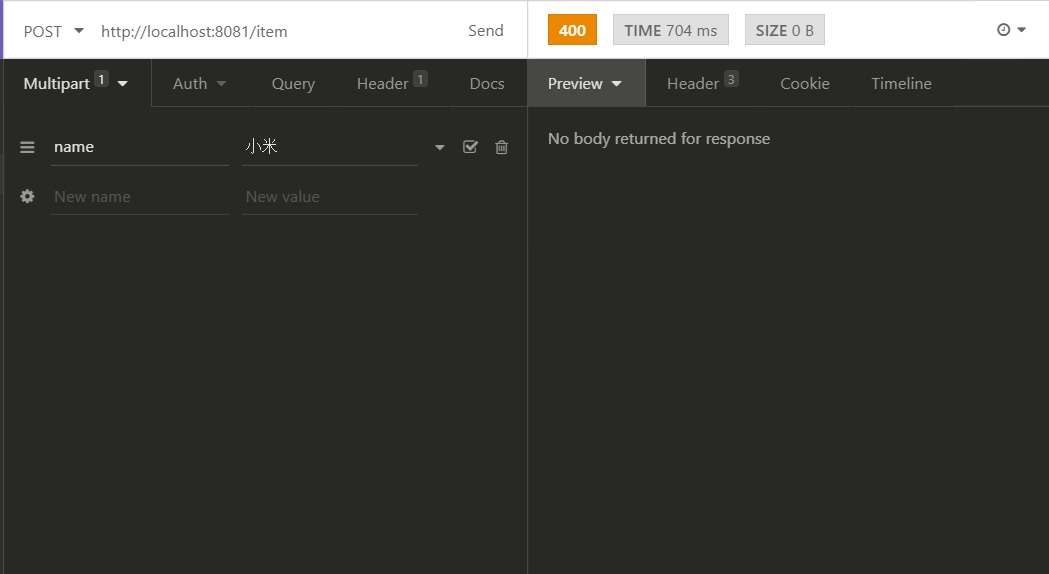 POST http://localhost:8081/item Send 400 TIME 704 ms SIZE 0 B
Multipart 1 Auth Query Header 1 Docs Preview Header 3 Cookie Timeline
name 小米 No body returned for response
New name New value